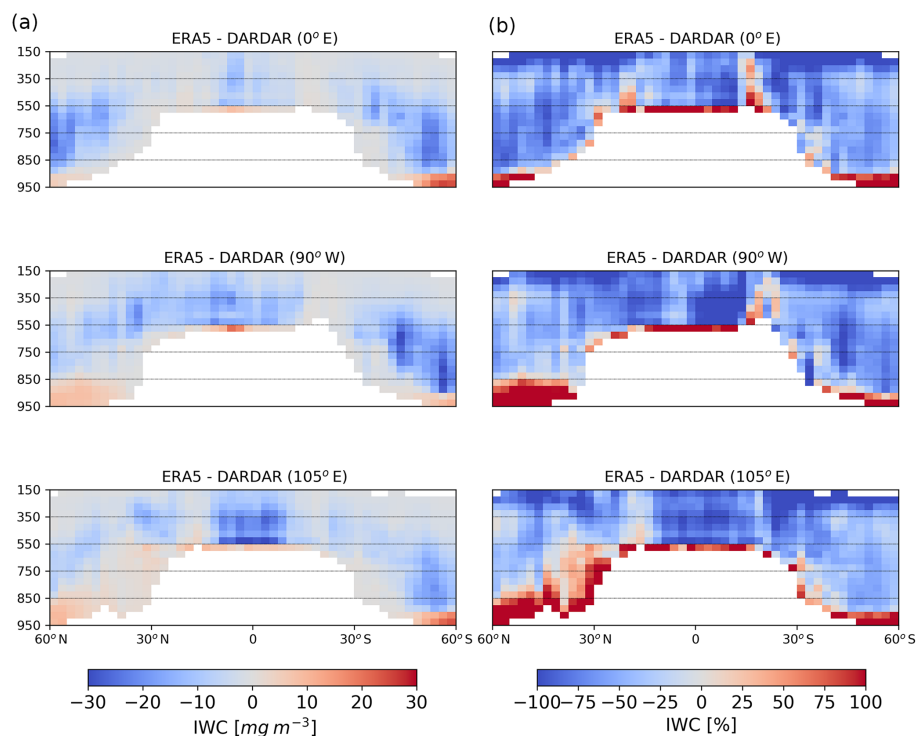 (a)
(b)
ERA5 - DARDAR (0° E)
ERA5 - DARDAR (0° E)
150
350
550
750
850
950
ERA5 - DARDAR (90° W)
ERA5 - DARDAR (90° W)
150
350
550
750
850
950
ERA5 - DARDAR (105° E)
ERA5 - DARDAR (105° E)
150
350
550
750
850
950
60° N 30° N 0 30° S 60° S
60° N 30° N 0 30° S 60° S
−30 −20 −10 0 10 20 30
IWC [mg m⁻³]
−100 −75 −50 −25 0 25 50 75 100
IWC [%]